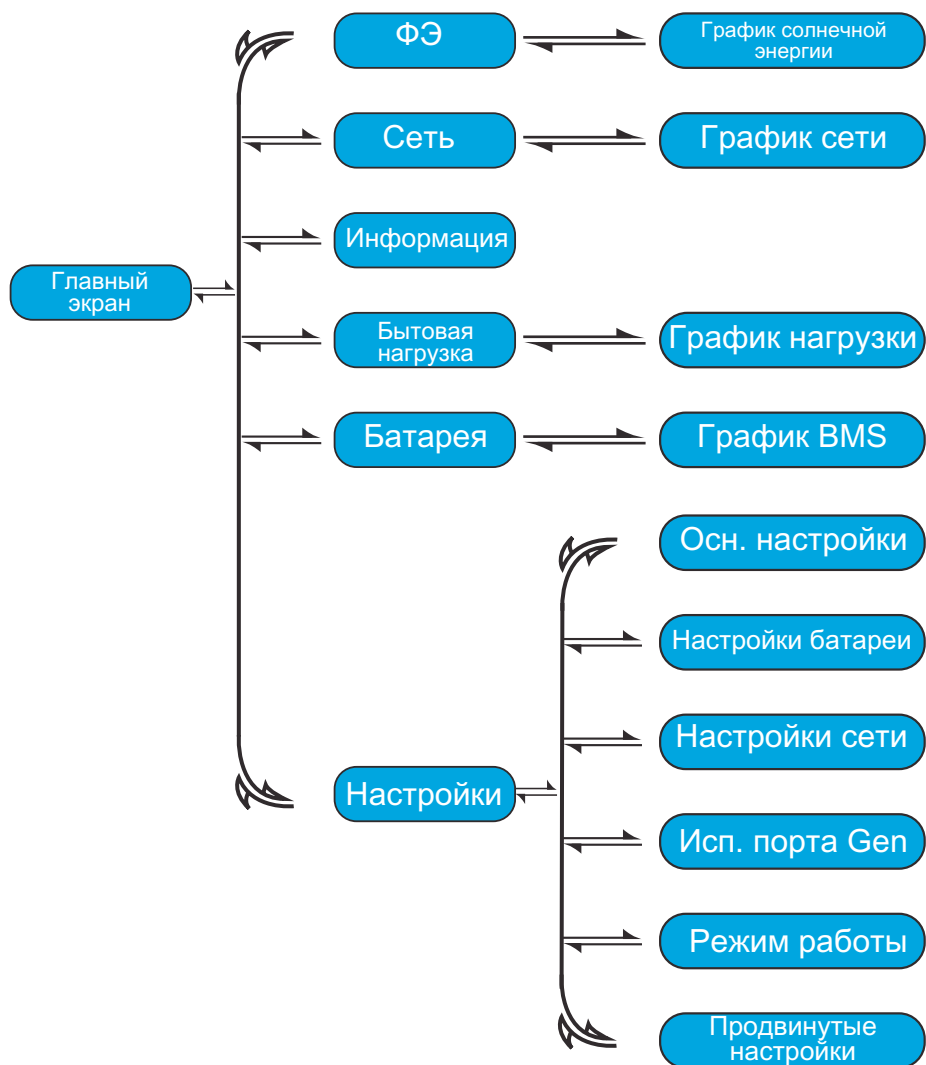 ФЭ
График солнечной
энергии
Сеть
График сети
Информация
Главный
экран
Бытовая
нагрузка
График нагрузки
Батарея
График BMS
Осн. настройки
Настройки батареи
Настройки сети
Настройки
Исп. порта Gen
Режим работы
Продвинутые
настройки